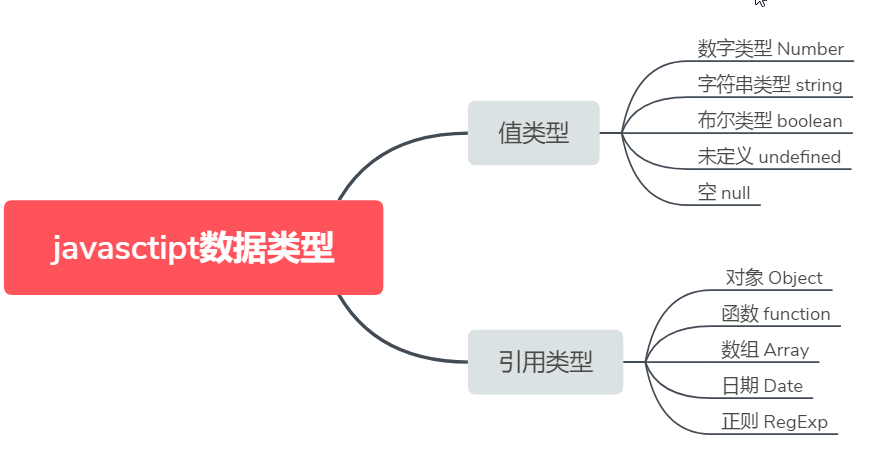 javasctipt数据类型
值类型
数字类型 Number
字符串类型 string
布尔类型 boolean
未定义 undefined
空 null
引用类型
对象 Object
函数 function
数组 Array
日期 Date
正则 RegExp